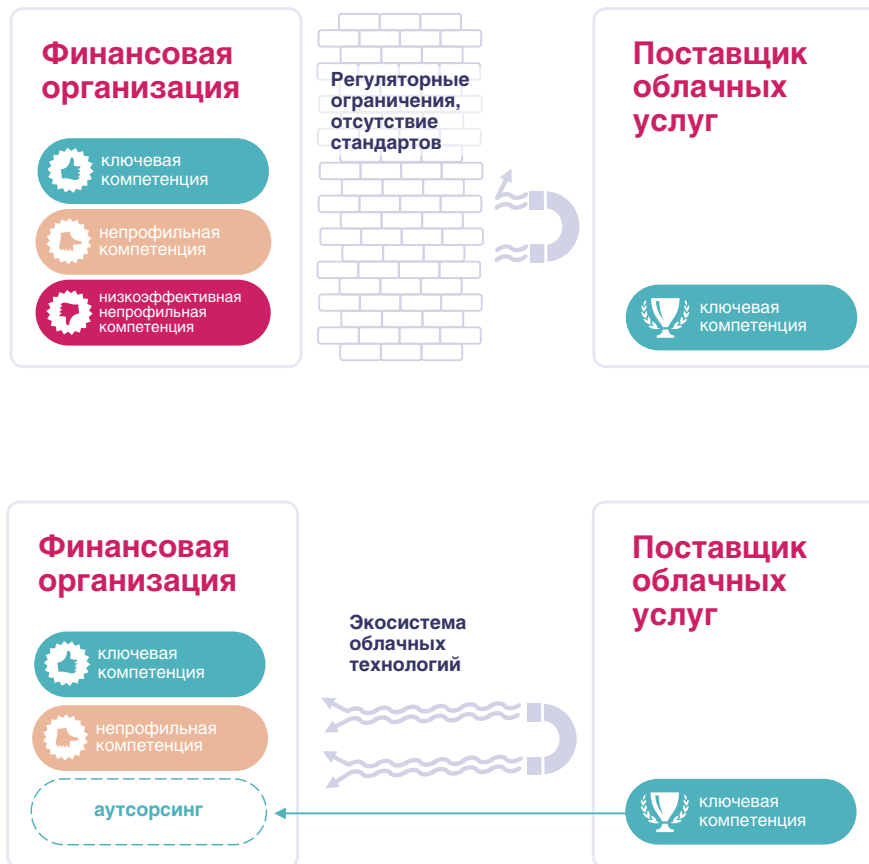 Финансовая
организация
ключевая
компетенция
непрофильная
компетенция
низкоэффективная
непрофильная
компетенция
Регуляторные
ограничения,
отсутствие
стандартов
Поставщик
облачных
услуг
ключевая
компетенция
Финансовая
организация
ключевая
компетенция
непрофильная
компетенция
аутсорсинг
Экосистема
облачных
технологий
Поставщик
облачных
услуг
ключевая
компетенция